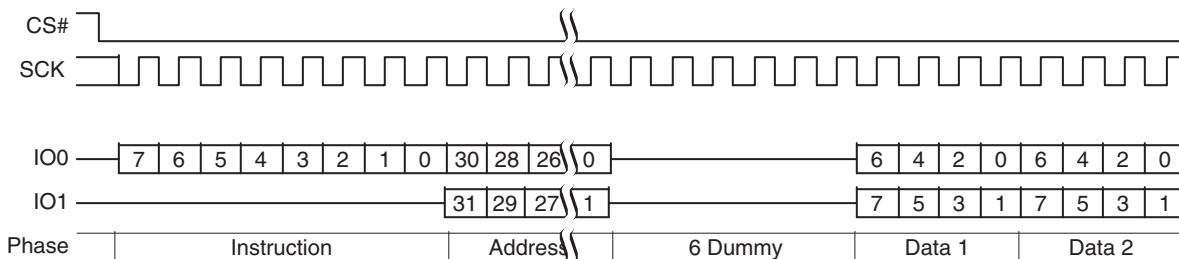 CS#
SCK
IO0 7 6 5 4 3 2 1 0 30 28 26 0 6 4 2 0 6 4 2 0
IO1 31 29 27 1 7 5 3 1 7 5 3 1
Phase Instruction Address 6 Dummy Data 1 Data 2